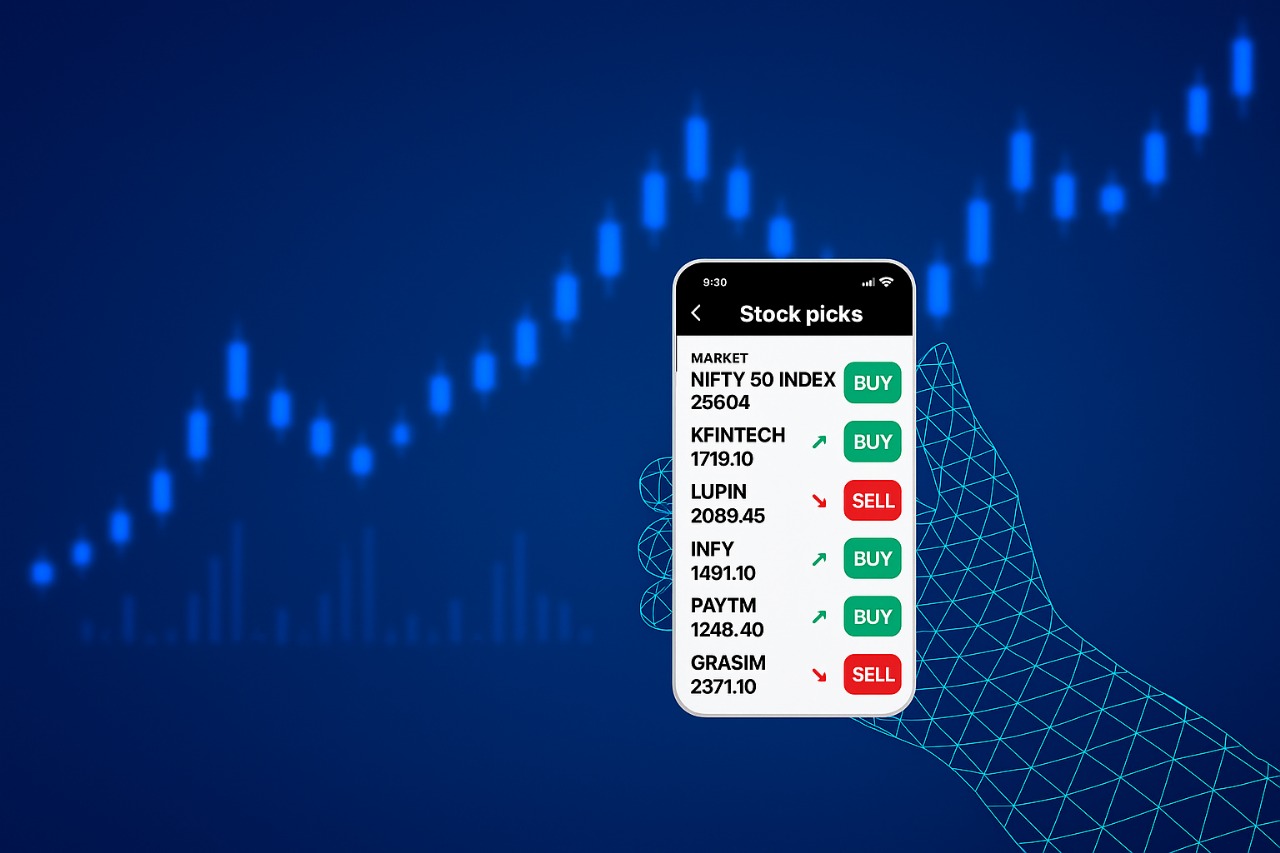 9:30
Stock picks
MARKET
NIFTY 50 INDEX BUY
25604
KFINTECH BUY
1719.10
LUPIN SELL
2089.45
INFY BUY
1491.10
PAYTM BUY
1248.40
GRASIM SELL
2371.10